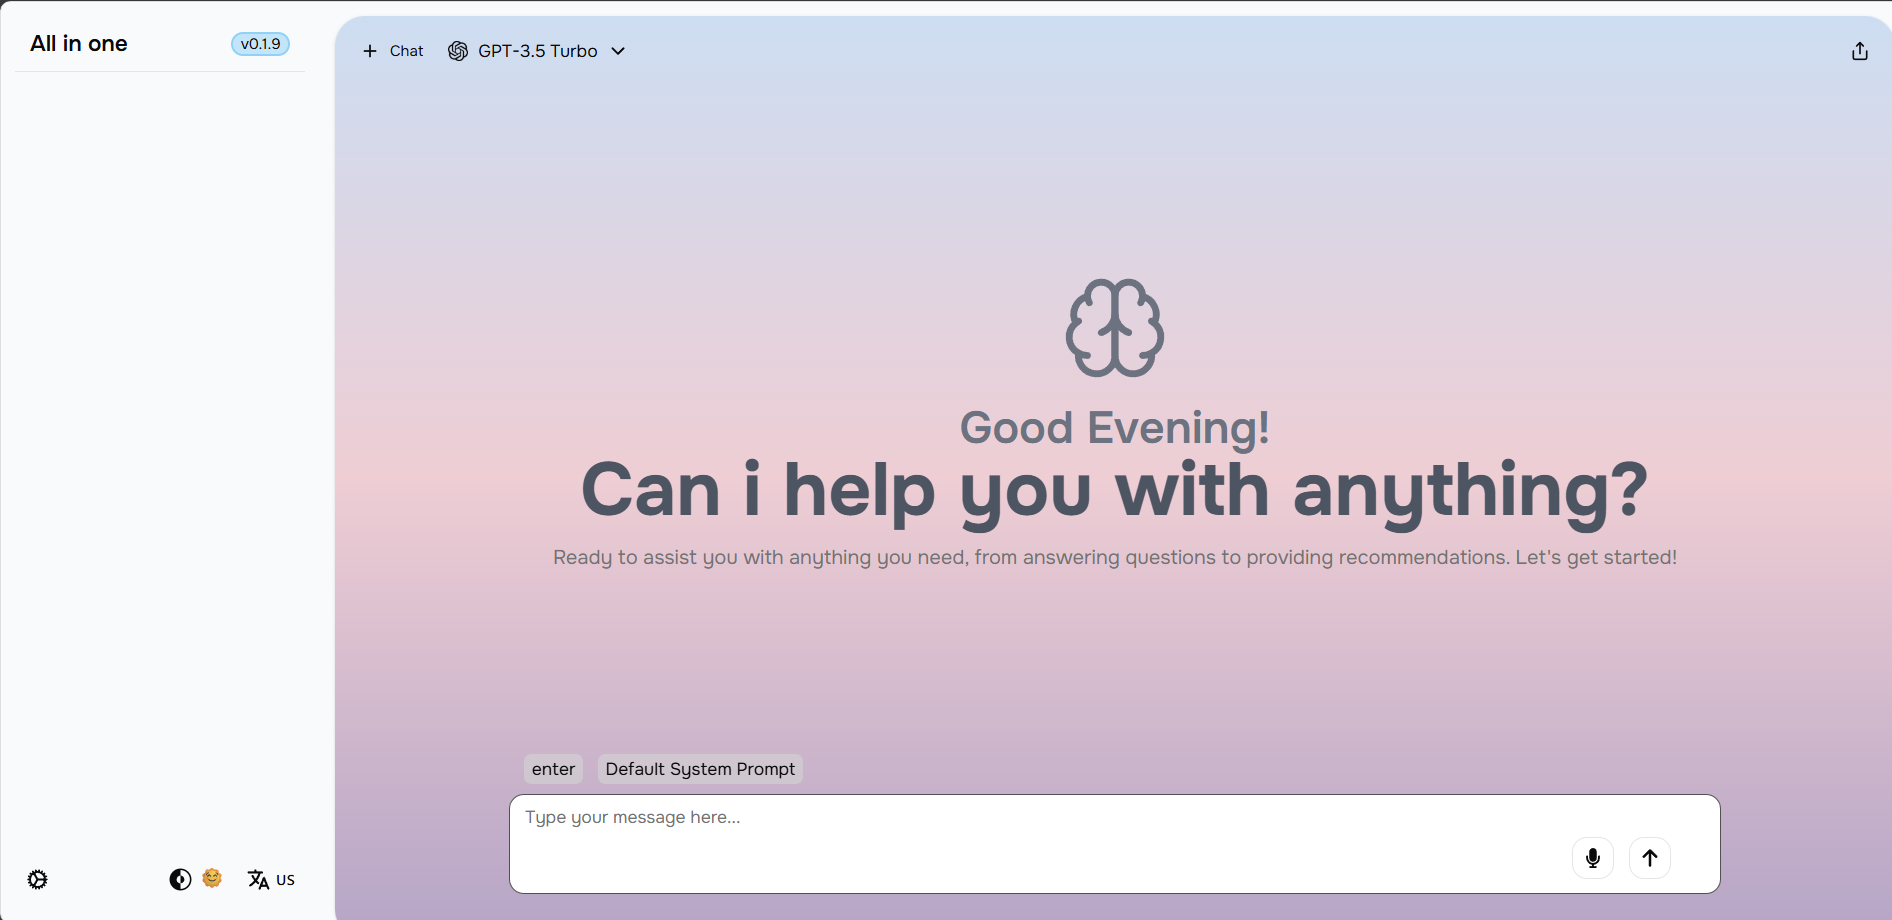 All in one
v0.1.9
Chat
GPT-3.5 Turbo
Good Evening!
Can i help you with anything?
Ready to assist you with anything you need, from answering questions to providing recommendations. Let's get started!
enter
Default System Prompt
Type your message here...
US